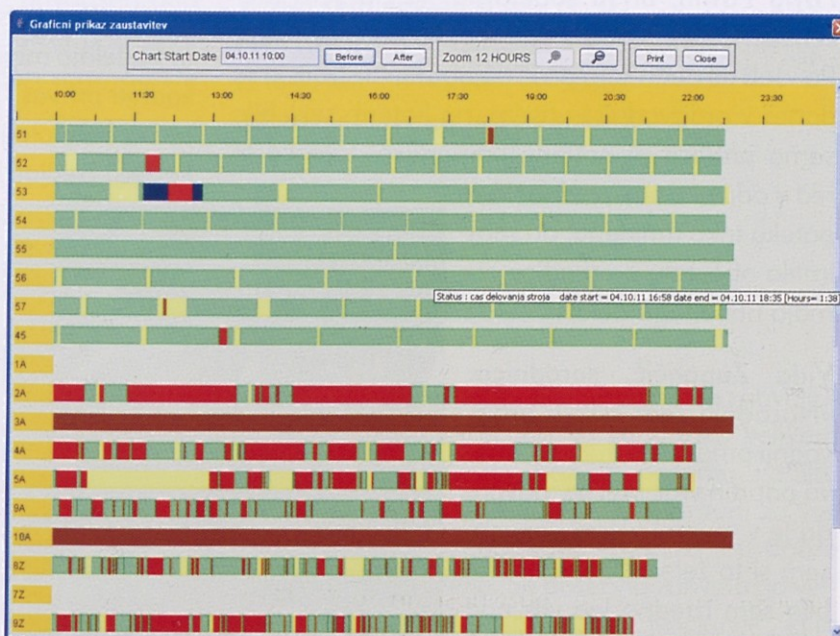 Graficni prikaz zaustavitev
Chart Start Date 04.10.11 10:00 Before After Zoom 12 HOURS Print Close
10:00 11:30 13:00 14:30 16:00 17:30 19:00 20:30 22:00 23:30
51
52
53
54
55
56
Status : cas delovanja stroja date start = 04.10.11 16:58 date end = 04.10.11 18:35 [Hours= 1:38
57
45
1A
2A
3A
4A
5A
9A
10A
8Z
7Z
9Z